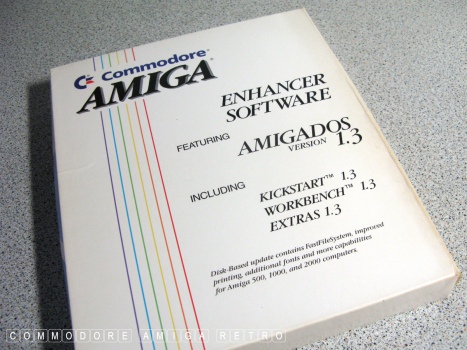 Commodore®
AMIGA®
ENHANCER
SOFTWARE
FEATURING
AMIGADOS
VERSION 1.3
INCLUDING
KICKSTART™ 1.3
WORKBENCH™ 1.3
EXTRAS 1.3
Disk-Based update contains FastFileSystem, improved
printing, additional fonts and more capabilities
for Amiga 500, 1000, and 2000 computers.
COMMODORE AMIGA RETRO